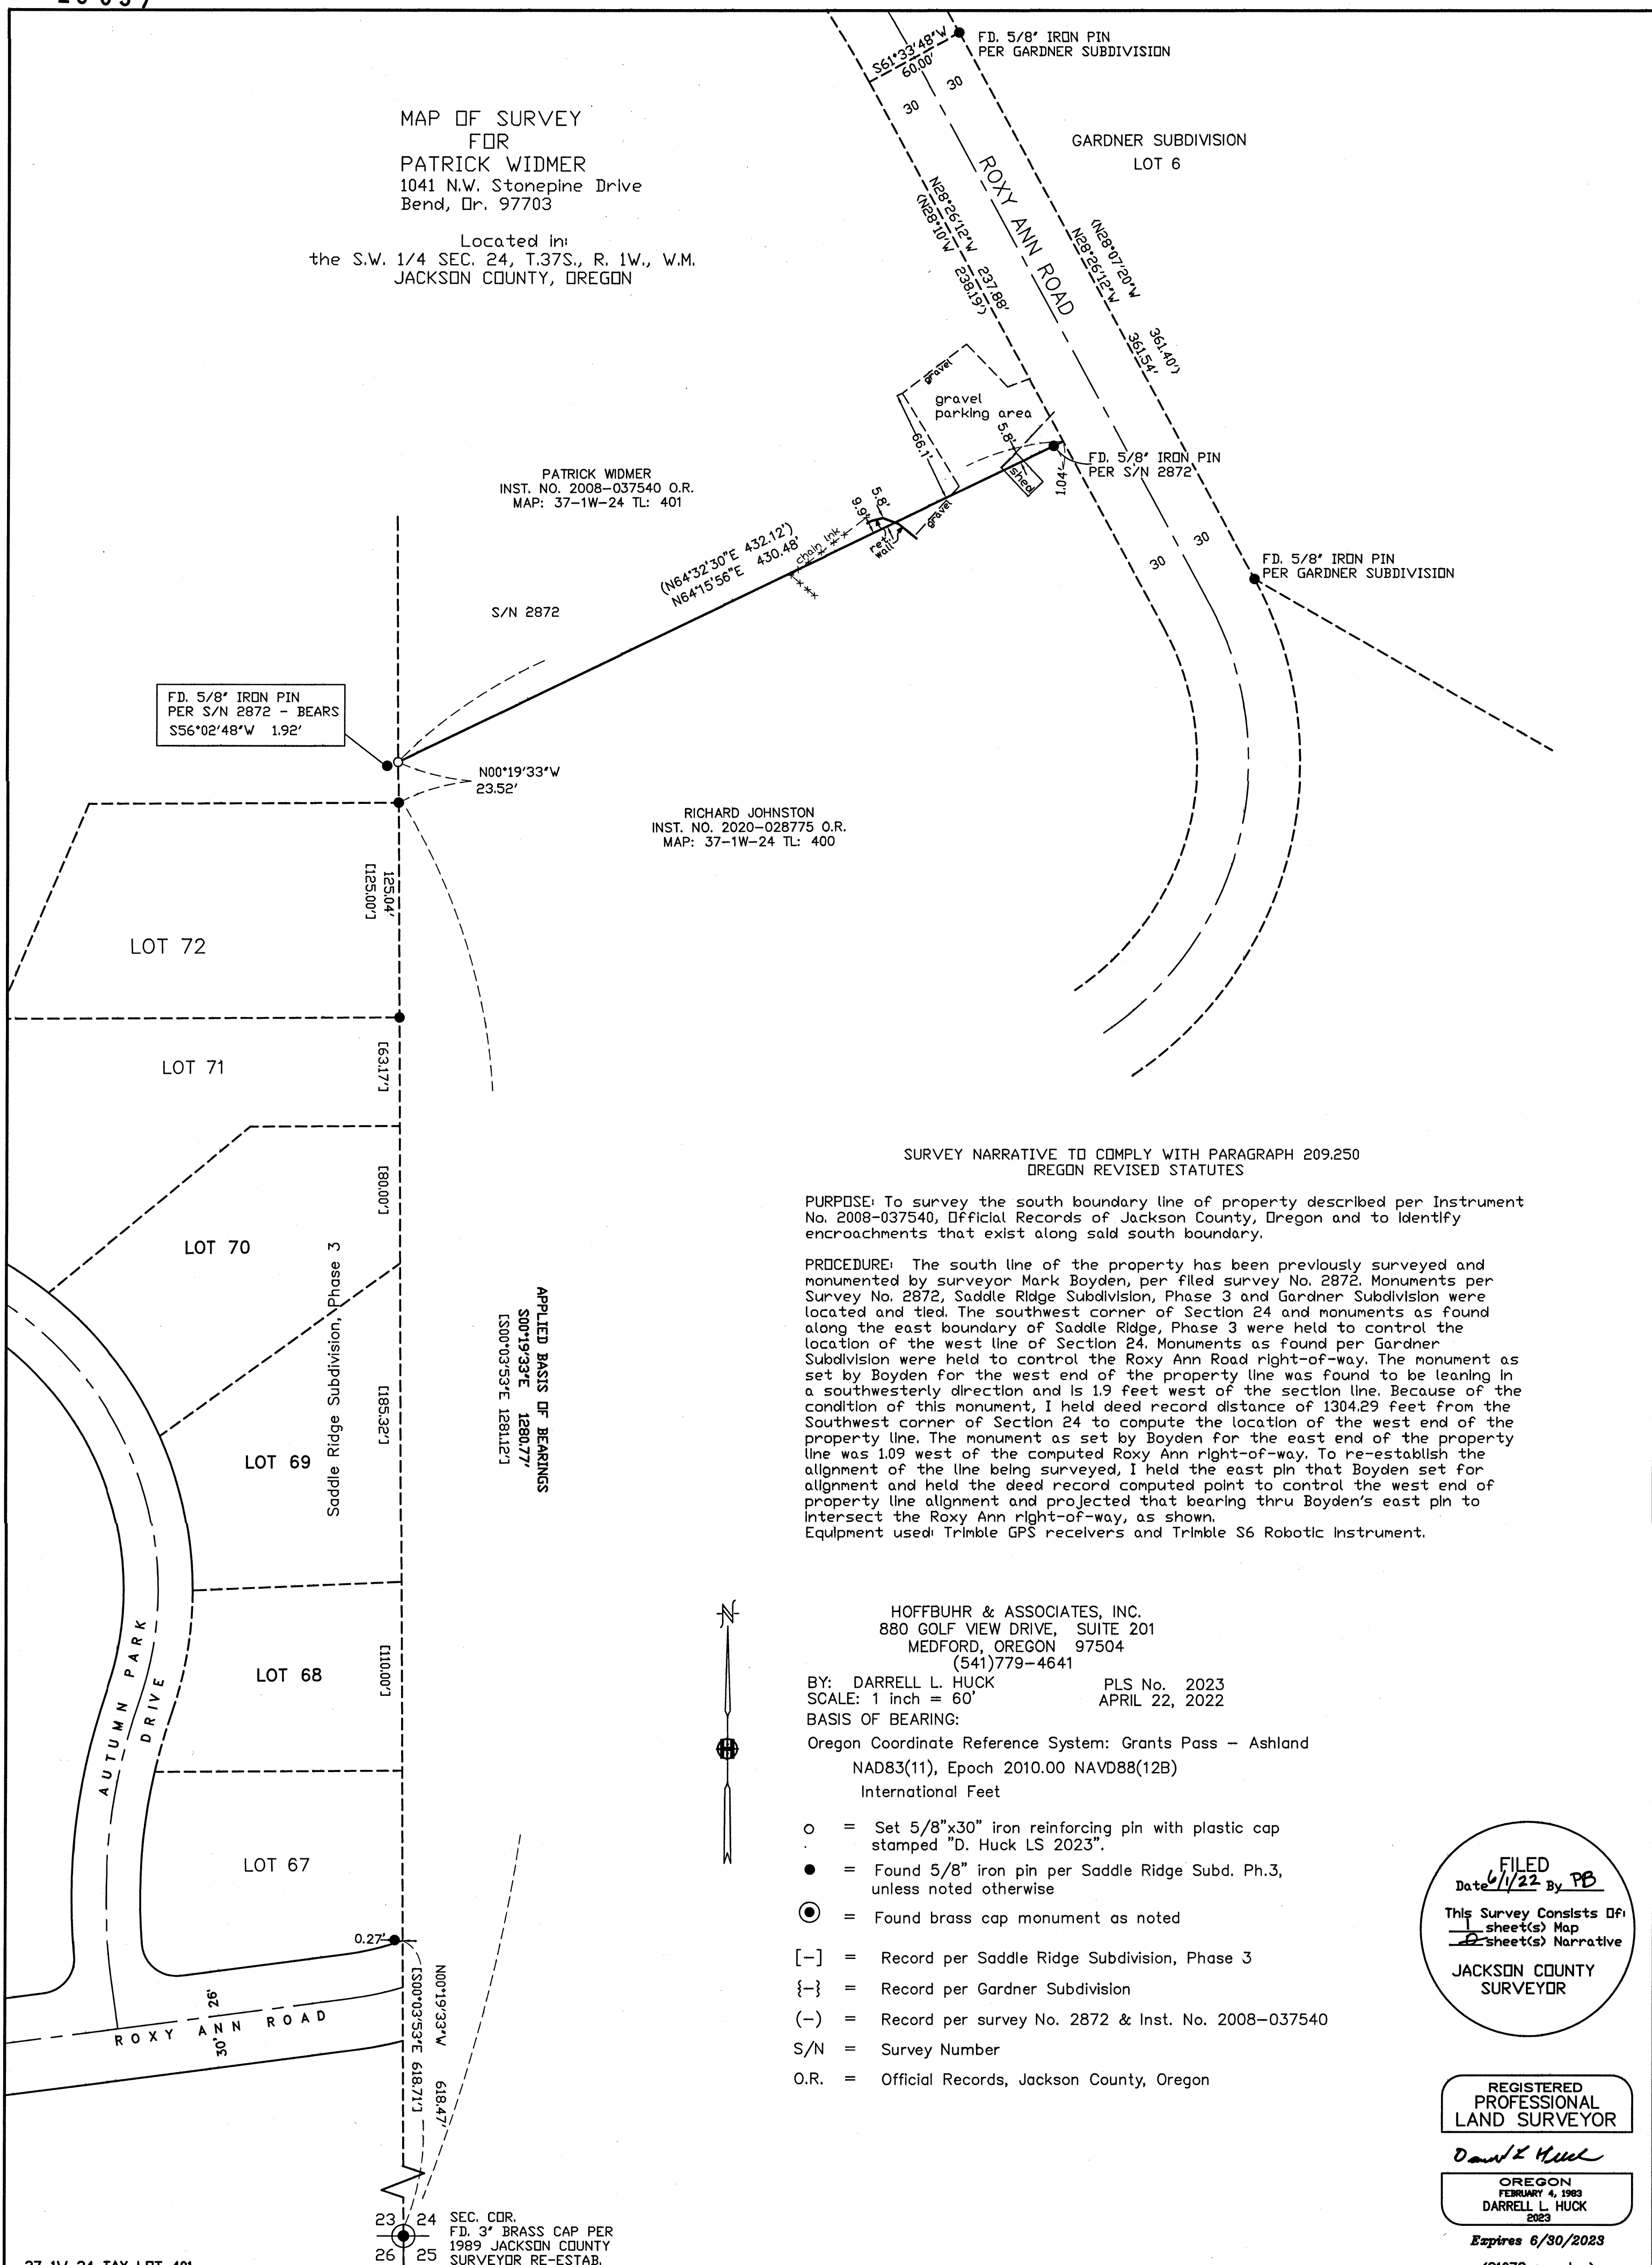 MAP OF SURVEY
FOR
PATRICK WIDMER
1041 N.W. Stonepine Drive
Bend, Or. 97703
Located in:
the S.W. 1/4 SEC. 24, T.37S., R. 1W., W.M.
JACKSON COUNTY, OREGON
S61°33'48"W
60.00'
FD. 5/8" IRON PIN
PER GARDNER SUBDIVISION
30
30
GARDNER SUBDIVISION
LOT 6
ROXY ANN ROAD
N28°26'12"W 237.88'
(N28°10'W 238.19')
{N28°07'20"W 361.40'}
N28°26'12"W 361.54'
gravel
gravel
parking area
66.1'
5.8'
shed
1.04'
FD. 5/8" IRON PIN
PER S/N 2872
PATRICK WIDMER
INST. NO. 2008-037540 O.R.
MAP: 37-1W-24 TL: 401
5.8'
9.9'
chain lnk
ret.
wall
gravel
(N64°32'30"E 432.12')
N64°15'56"E 430.48'
30
30
FD. 5/8" IRON PIN
PER GARDNER SUBDIVISION
S/N 2872
FD. 5/8" IRON PIN
PER S/N 2872 - BEARS
S56°02'48"W 1.92'
N00°19'33"W
23.52'
RICHARD JOHNSTON
INST. NO. 2020-028775 O.R.
MAP: 37-1W-24 TL: 400
125.04'
[125.00']
LOT 72
LOT 71
[63.17']
[80.00']
LOT 70
Saddle Ridge Subdivision, Phase 3
[185.32']
LOT 69
APPLIED BASIS OF BEARINGS
S00°19'33"E 1280.77'
[S00°03'53"E 1281.12']
LOT 68
[110.00']
AUTUMN PARK
DRIVE
LOT 67
0.27'
26'
30'
ROXY ANN ROAD
N00°19'33"W 618.47'
[S00°03'53"E 618.71']
23 24
26 25
SEC. COR.
FD. 3" BRASS CAP PER
1989 JACKSON COUNTY
SURVEYOR RE-ESTAB.
SURVEY NARRATIVE TO COMPLY WITH PARAGRAPH 209.250
OREGON REVISED STATUTES
PURPOSE: To survey the south boundary line of property described per Instrument
No. 2008-037540, Official Records of Jackson County, Oregon and to identify
encroachments that exist along said south boundary.
PROCEDURE: The south line of the property has been previously surveyed and
monumented by surveyor Mark Boyden, per filed survey No. 2872. Monuments per
Survey No. 2872, Saddle Ridge Subdivision, Phase 3 and Gardner Subdivision were
located and tied. The southwest corner of Section 24 and monuments as found
along the east boundary of Saddle Ridge, Phase 3 were held to control the
location of the west line of Section 24. Monuments as found per Gardner
Subdivision were held to control the Roxy Ann Road right-of-way. The monument as
set by Boyden for the west end of the property line was found to be leaning in
a southwesterly direction and is 1.9 feet west of the section line. Because of the
condition of this monument, I held deed record distance of 1304.29 feet from the
Southwest corner of Section 24 to compute the location of the west end of the
property line. The monument as set by Boyden for the east end of the property
line was 1.09 west of the computed Roxy Ann right-of-way. To re-establish the
alignment of the line being surveyed, I held the east pin that Boyden set for
alignment and held the deed record computed point to control the west end of
property line alignment and projected that bearing thru Boyden's east pin to
intersect the Roxy Ann right-of-way, as shown.
Equipment used: Trimble GPS receivers and Trimble S6 Robotic Instrument.
N
H
HOFFBUHR & ASSOCIATES, INC.
880 GOLF VIEW DRIVE, SUITE 201
MEDFORD, OREGON 97504
(541)779-4641
BY: DARRELL L. HUCK PLS No. 2023
SCALE: 1 inch = 60' APRIL 22, 2022
BASIS OF BEARING:
Oregon Coordinate Reference System: Grants Pass – Ashland
NAD83(11), Epoch 2010.00 NAVD88(12B)
International Feet
○ = Set 5/8"x30" iron reinforcing pin with plastic cap
stamped "D. Huck LS 2023".
● = Found 5/8" iron pin per Saddle Ridge Subd. Ph.3,
unless noted otherwise
= Found brass cap monument as noted
[-] = Record per Saddle Ridge Subdivision, Phase 3
{-} = Record per Gardner Subdivision
(-) = Record per survey No. 2872 & Inst. No. 2008-037540
S/N = Survey Number
O.R. = Official Records, Jackson County, Oregon
FILED
Date 6/1/22 By PB
This Survey Consists Of:
1 sheet(s) Map
0 sheet(s) Narrative
JACKSON COUNTY
SURVEYOR
REGISTERED
PROFESSIONAL
LAND SURVEYOR
Darrell L Huck
OREGON
FEBRUARY 4, 1983
DARRELL L. HUCK
2023
Expires 6/30/2023